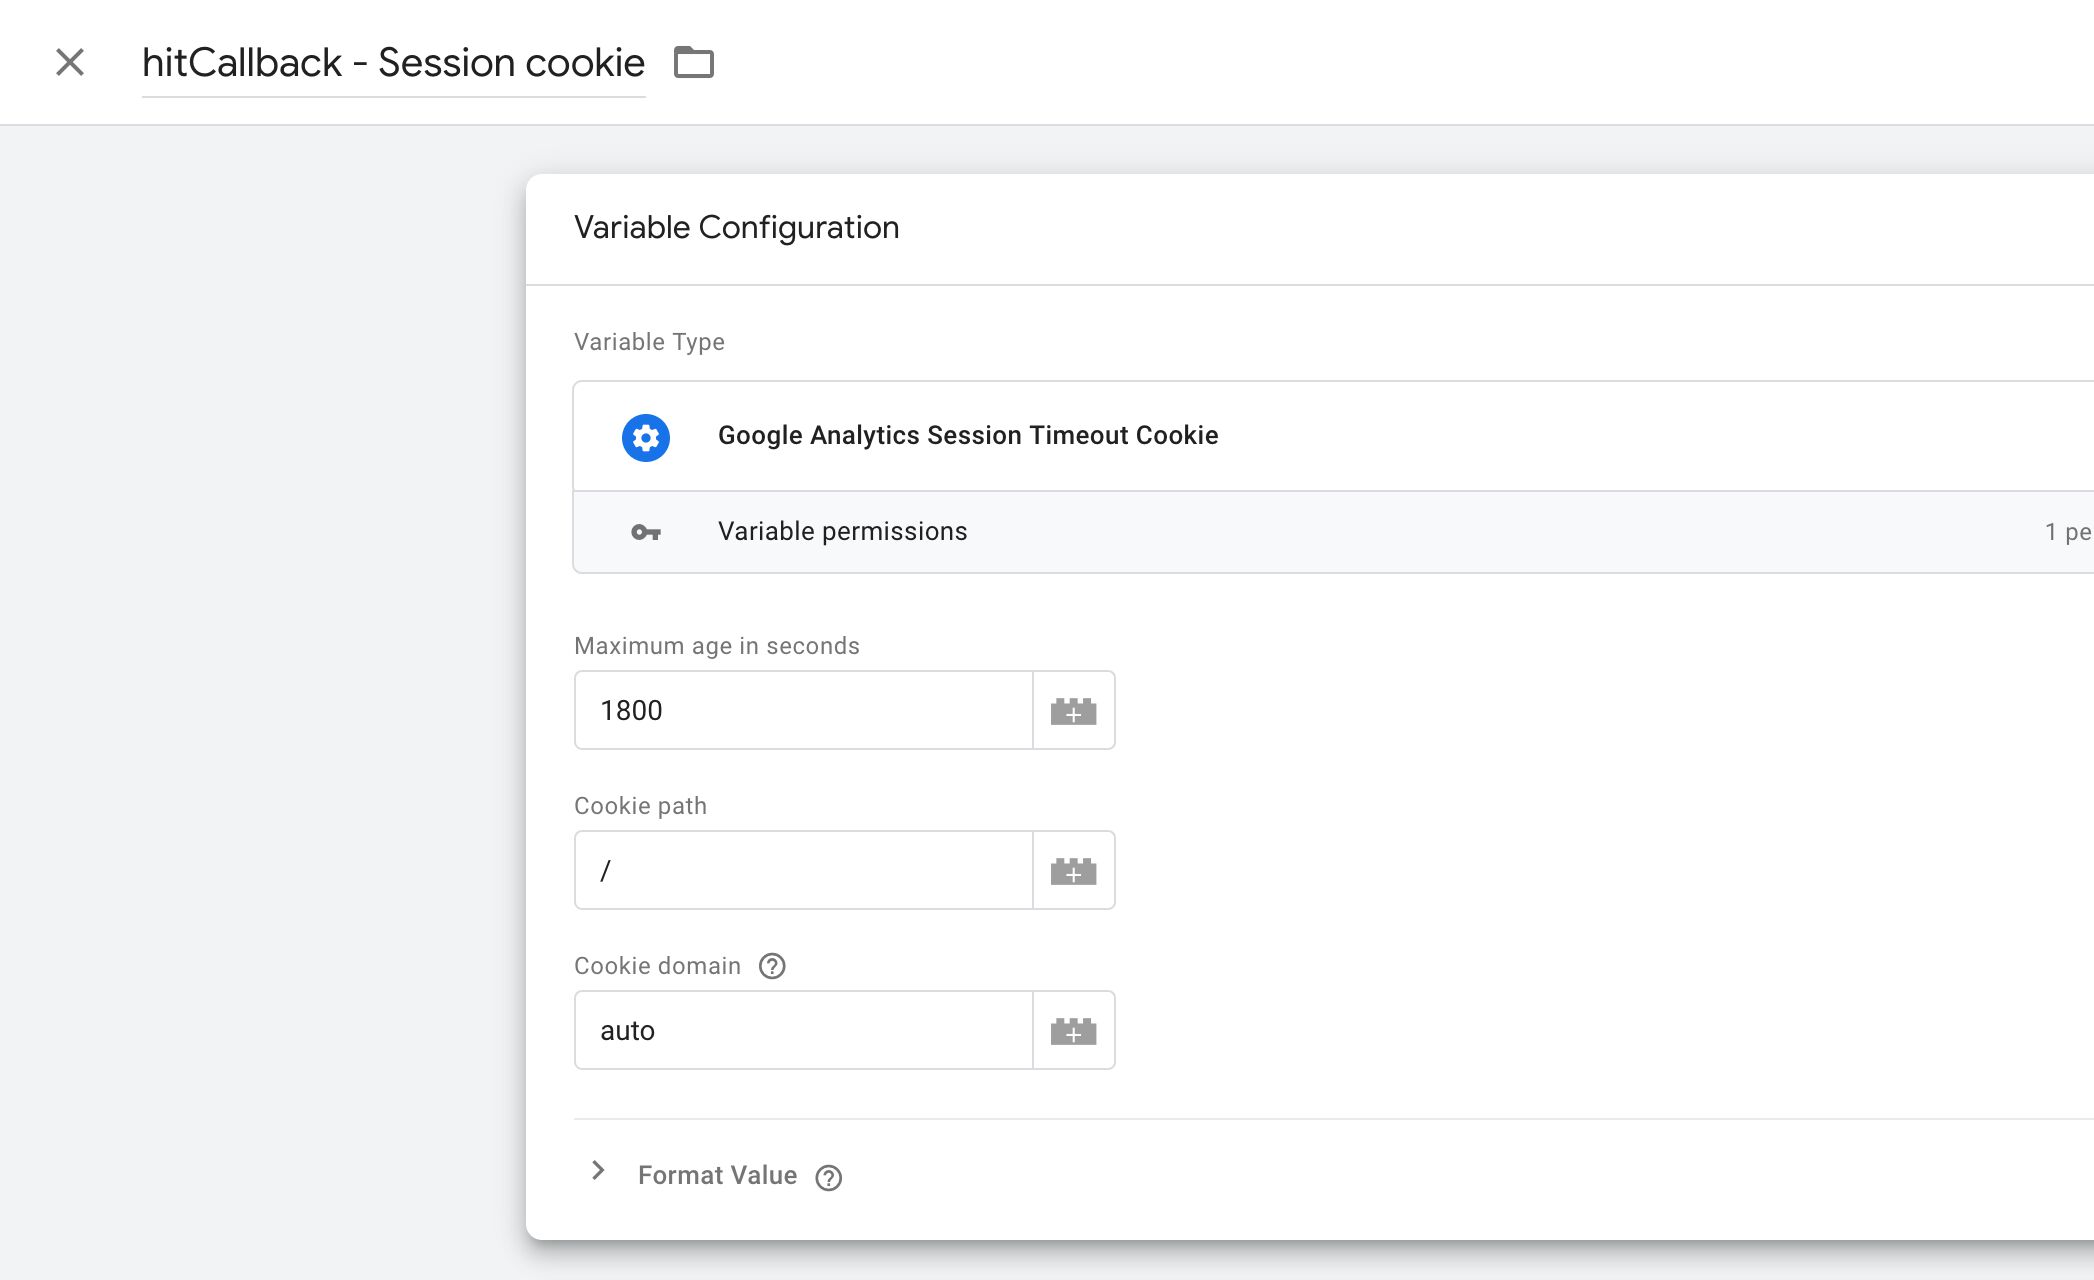 hitCallback - Session cookie
Variable Configuration
Variable Type
Google Analytics Session Timeout Cookie
Variable permissions
1 pe
Maximum age in seconds
1800
Cookie path
/
Cookie domain
auto
Format Value